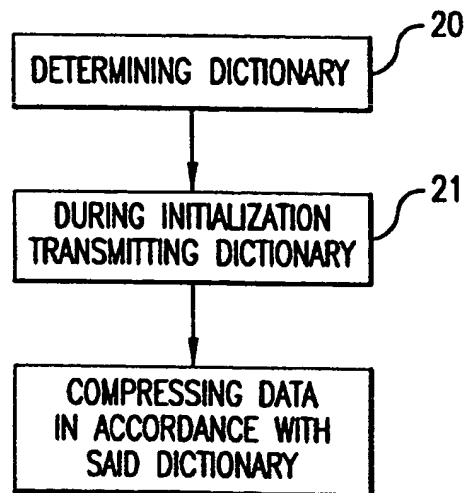 20
DETERMINING DICTIONARY
21
DURING INITIALIZATION
TRANSMITTING DICTIONARY
COMPRESSING DATA
IN ACCORDANCE WITH
SAID DICTIONARY